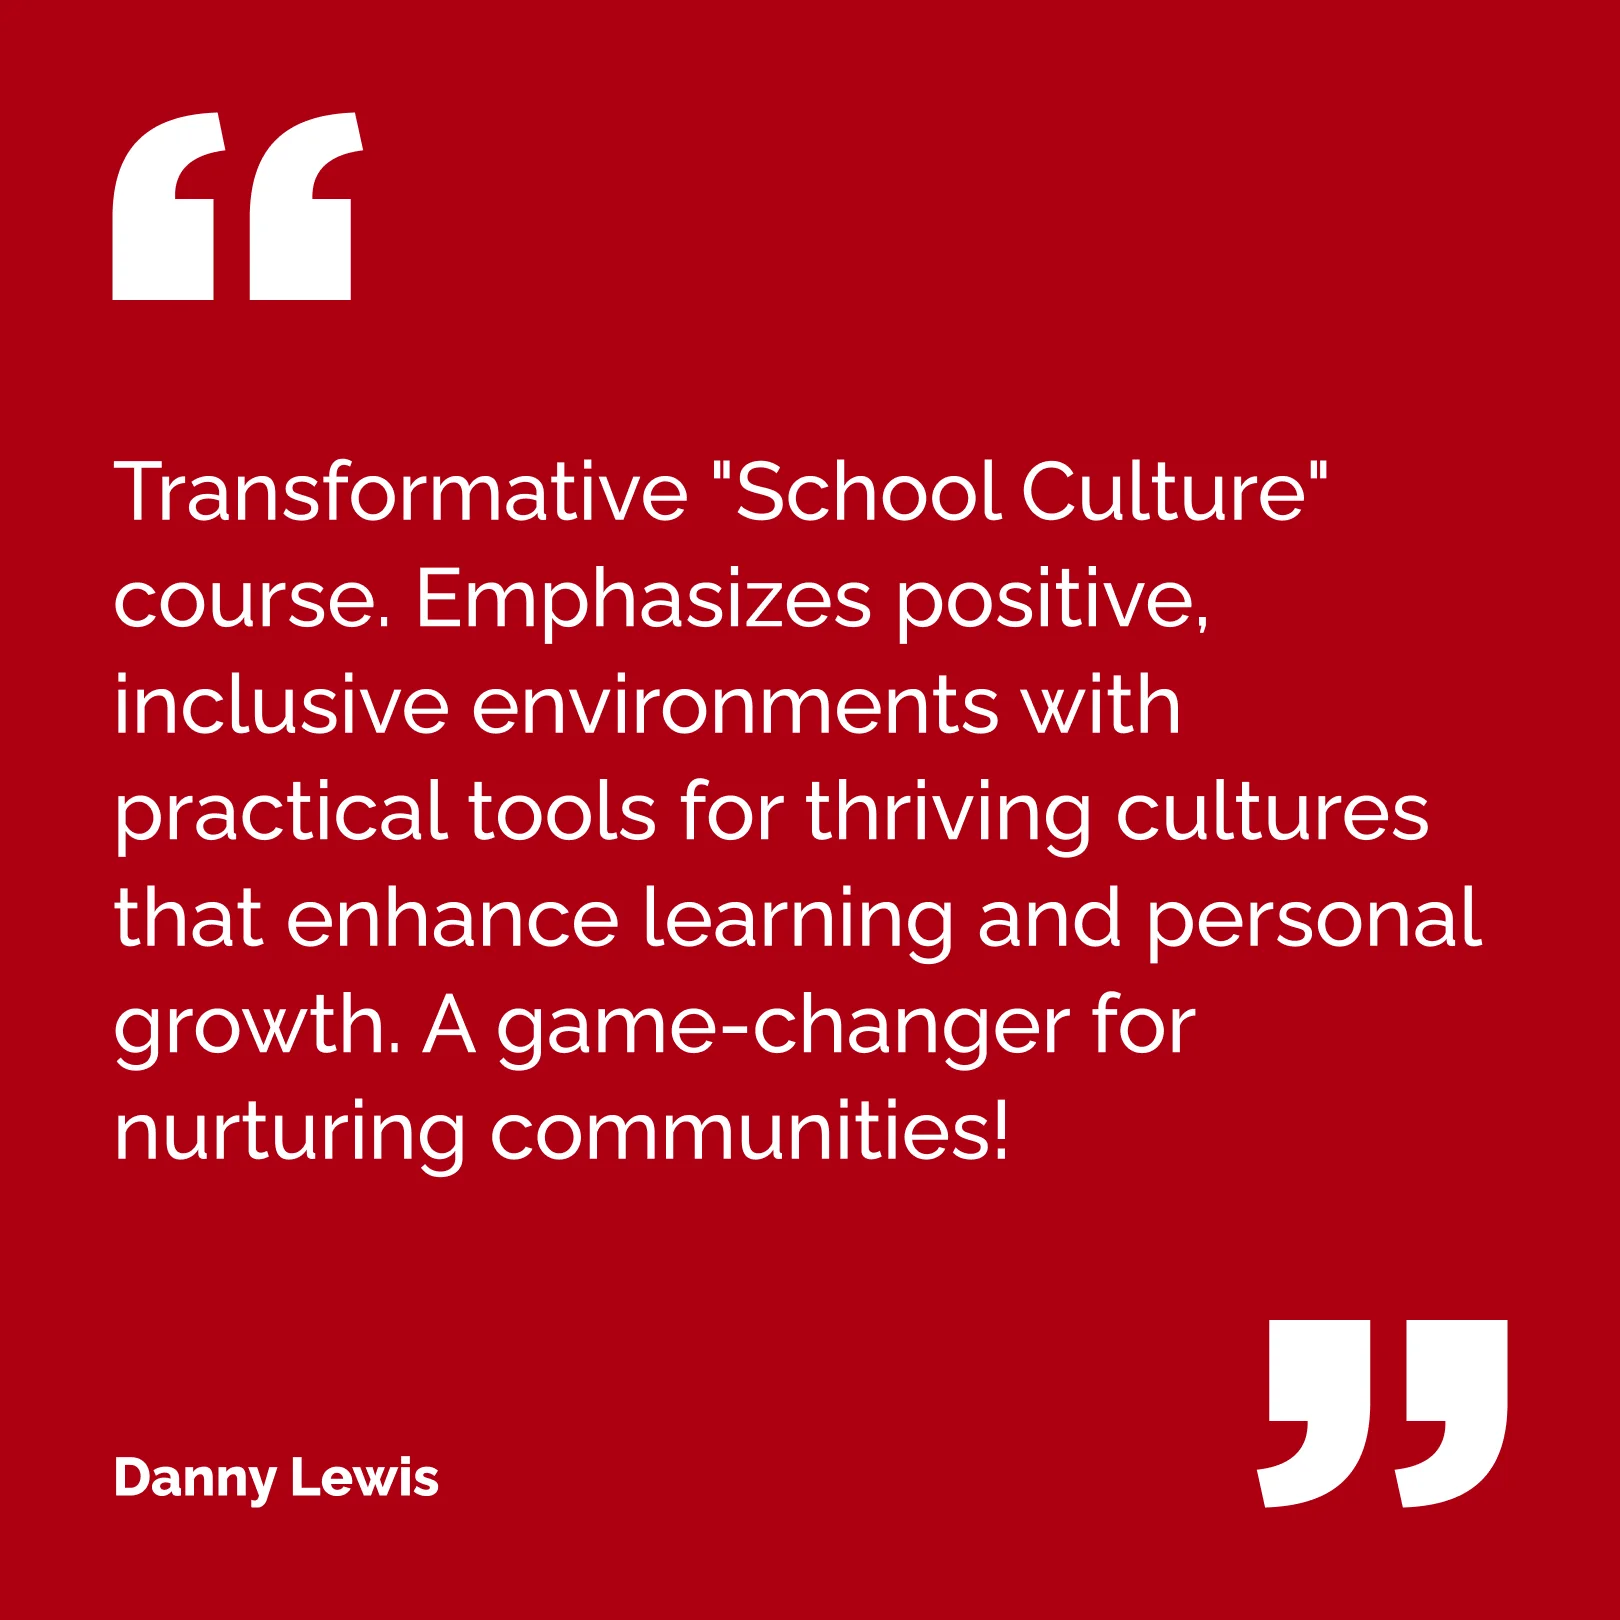 “
Transformative "School Culture"
course. Emphasizes positive,
inclusive environments with
practical tools for thriving cultures
that enhance learning and personal
growth. A game-changer for
nurturing communities!
”
Danny Lewis